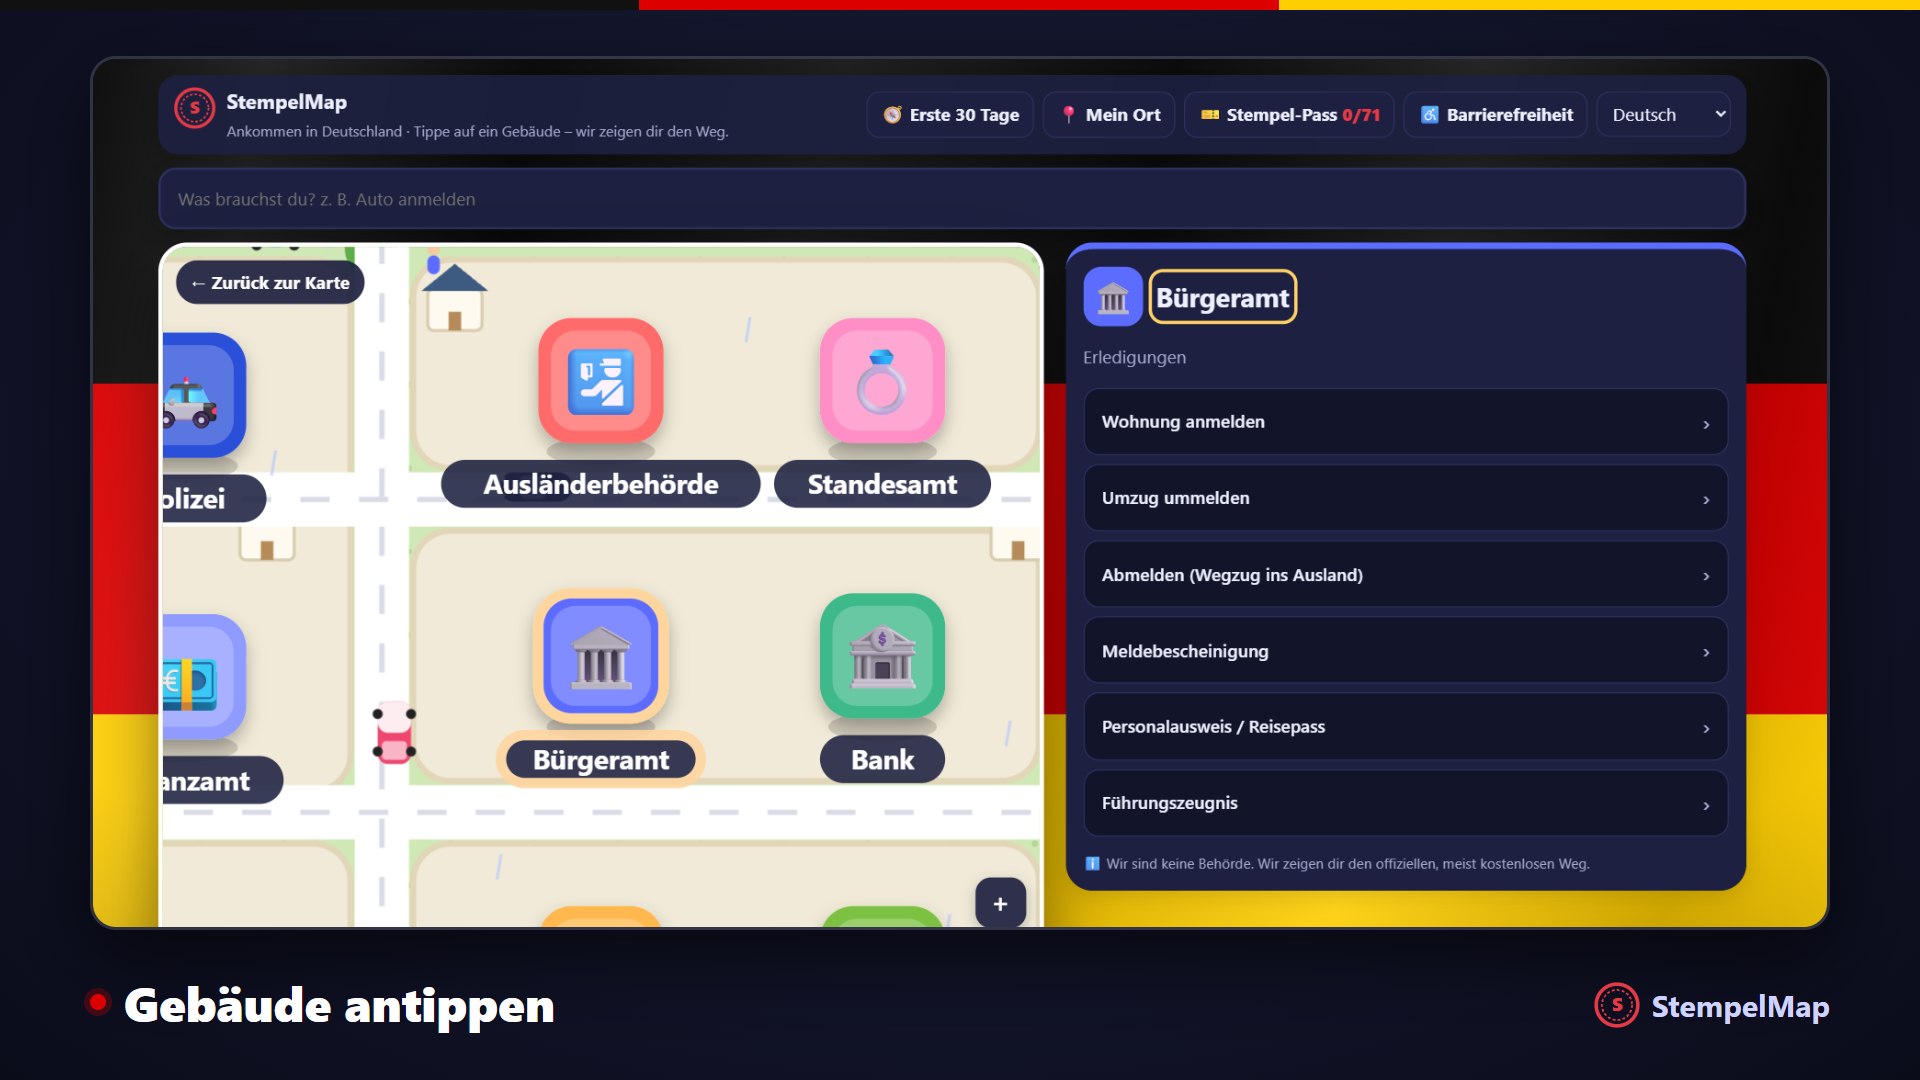 StempelMap
Ankommen in Deutschland · Tippe auf ein Gebäude – wir zeigen dir den Weg.
Erste 30 Tage
Mein Ort
Stempel-Pass 0/71
Barrierefreiheit
Deutsch
Was brauchst du? z. B. Auto anmelden
← Zurück zur Karte
Ausländerbehörde
Standesamt
olizei
Bürgeramt
Bank
anzamt
+
Bürgeramt
Erledigungen
Wohnung anmelden ›
Umzug ummelden ›
Abmelden (Wegzug ins Ausland) ›
Meldebescheinigung ›
Personalausweis / Reisepass ›
Führungszeugnis ›
Wir sind keine Behörde. Wir zeigen dir den offiziellen, meist kostenlosen Weg.
Gebäude antippen
StempelMap